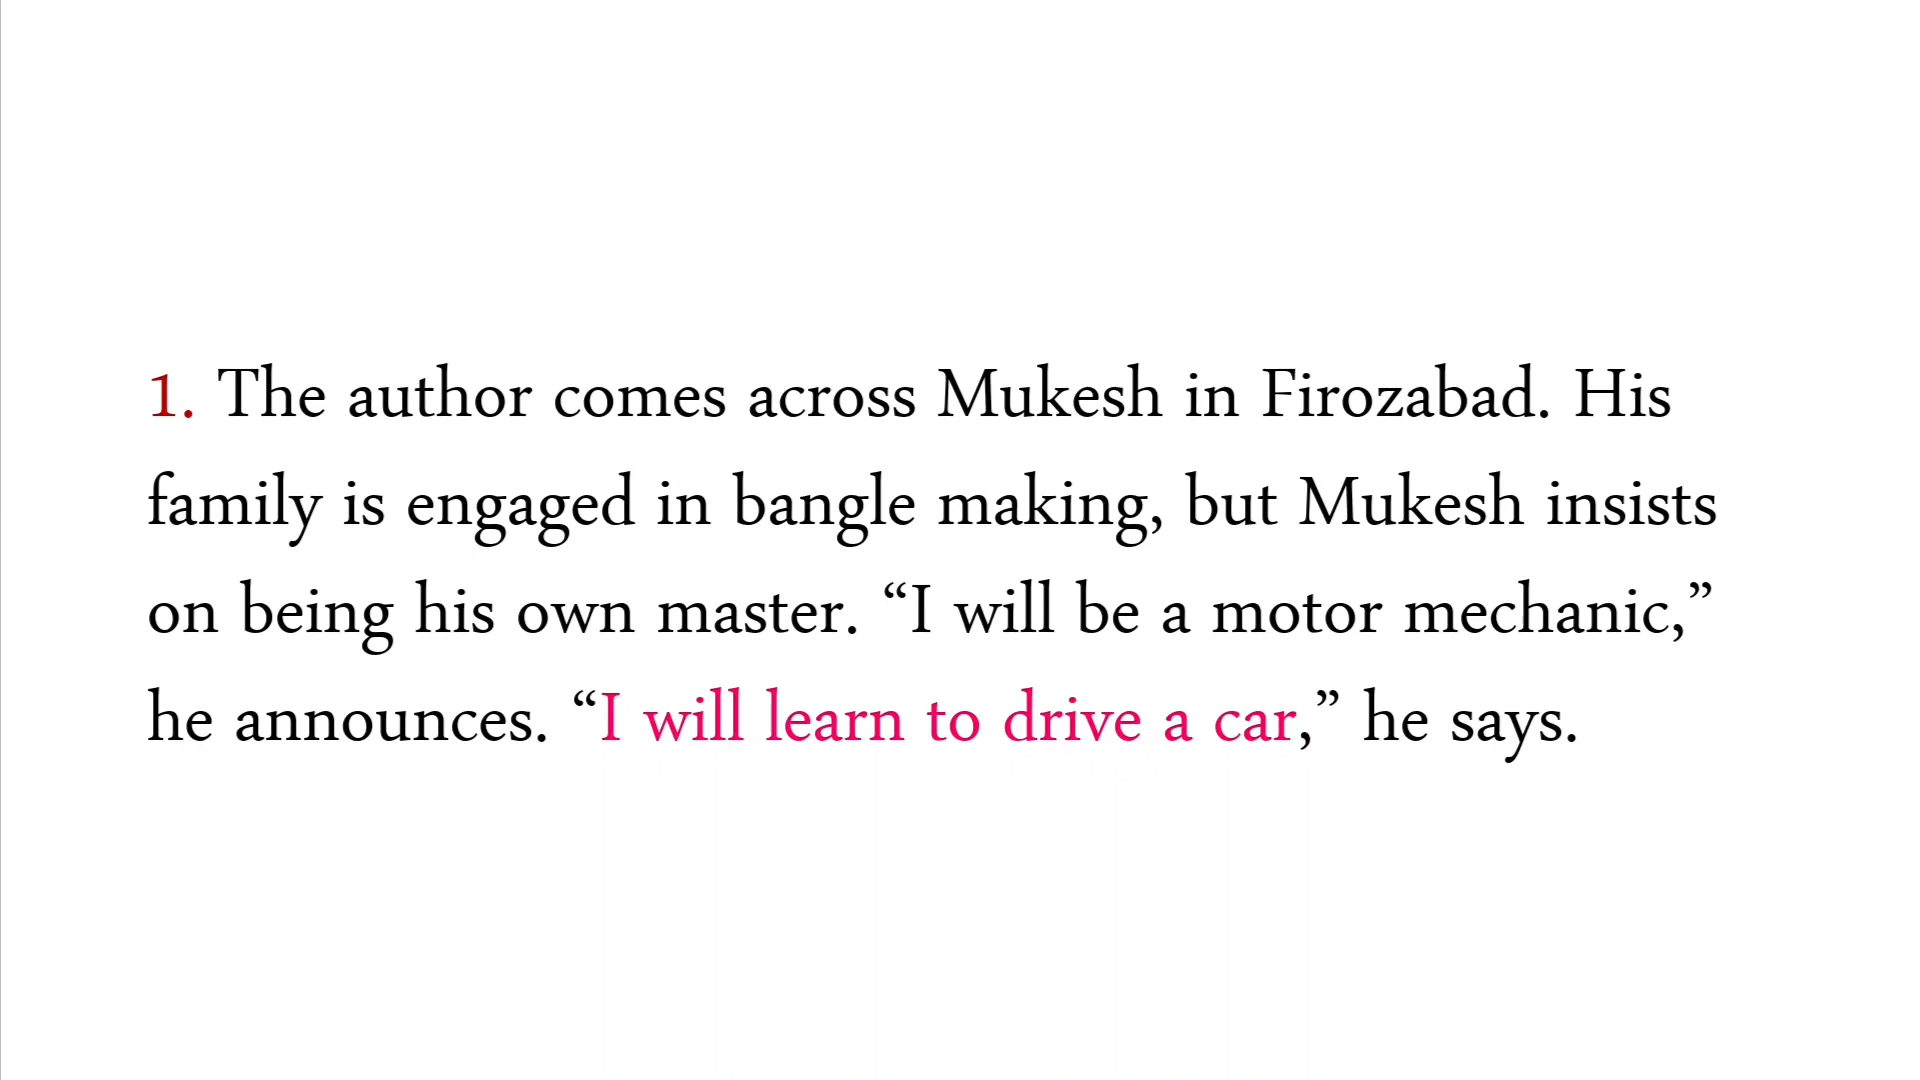 1. The author comes across Mukesh in Firozabad. His
family is engaged in bangle making, but Mukesh insists
on being his own master. “I will be a motor mechanic,”
he announces. “I will learn to drive a car,” he says.